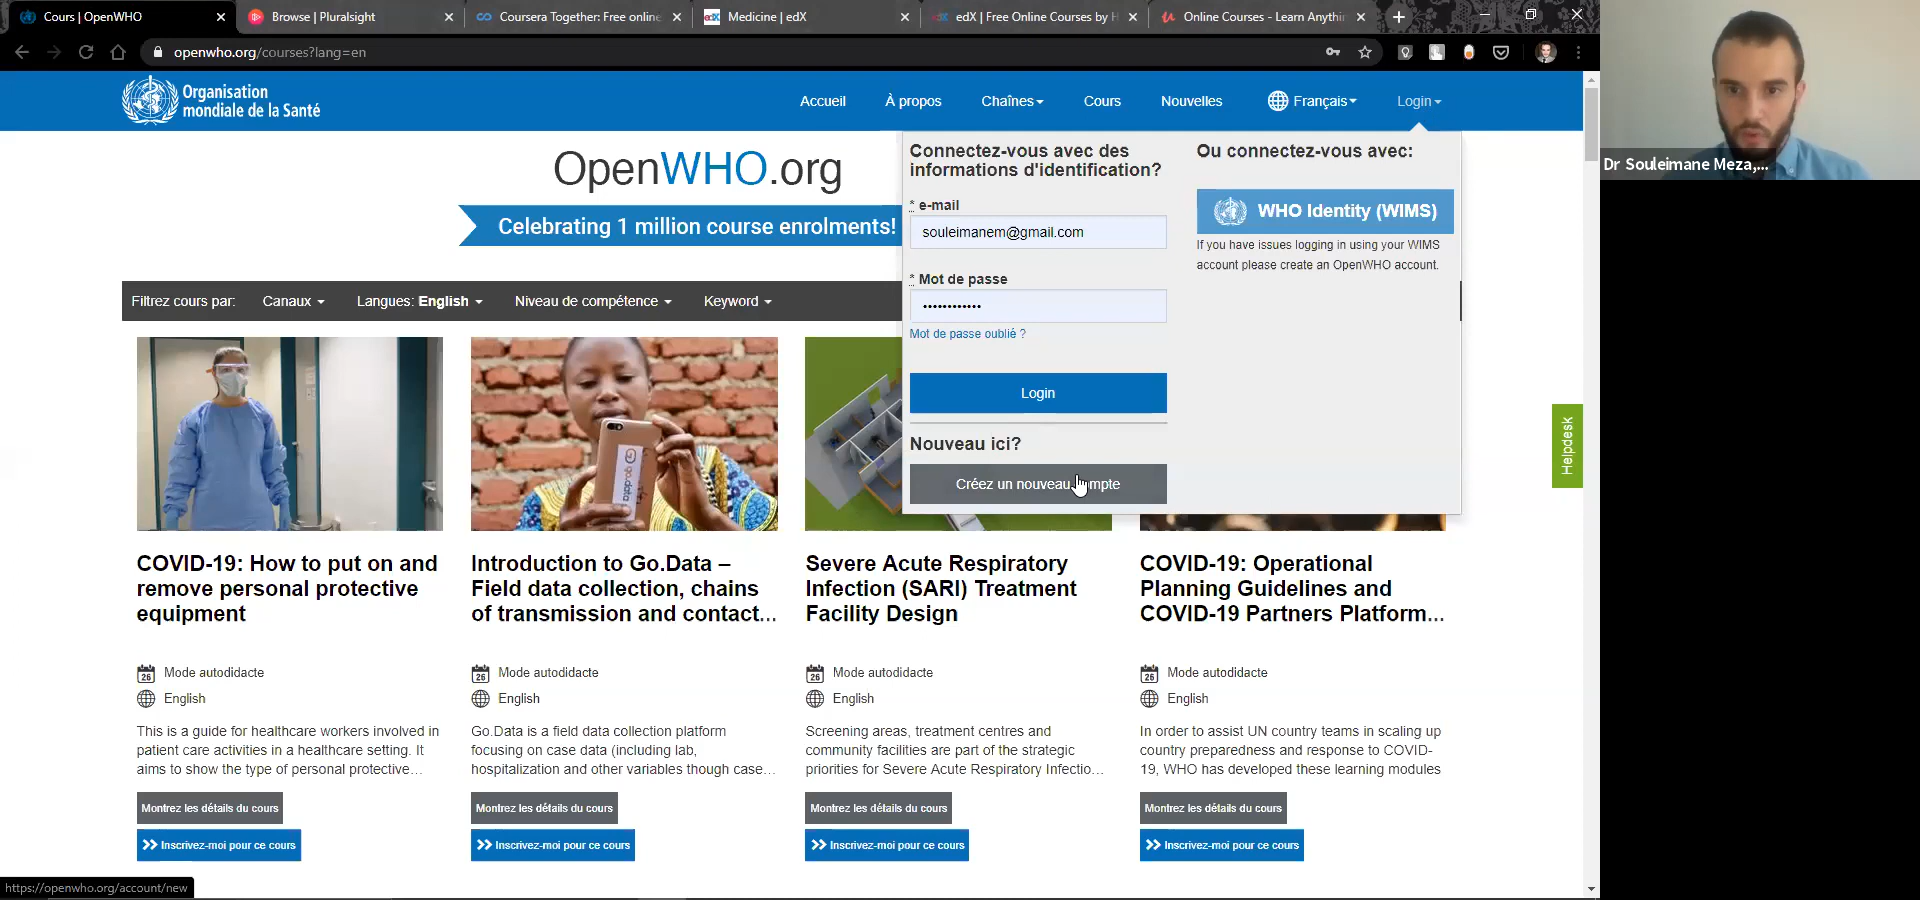 Cours | OpenWHO
Browse | Pluralsight
Coursera Together: Free online
Medicine | edX
edX | Free Online Courses by H
Online Courses - Learn Anythin
openwho.org/courses?lang=en
Organisation
mondiale de la Santé
Accueil
À propos
Chaînes
Cours
Nouvelles
Français
Login
OpenWHO.org
Celebrating 1 million course enrolments!
Connectez-vous avec des
informations d'identification?
* e-mail
souleimanem@gmail.com
* Mot de passe
Mot de passe oublié ?
Login
Nouveau ici?
Créez un nouveau
Ou connectez-vous avec:
WHO Identity (WIMS)
If you have issues logging in using your WIMS
account please create an OpenWHO account.
Dr Souleimane Meza,...
Filtrez cours par:
Canaux
Langues: English
Niveau de compétence
Keyword
Helpdesk
go.data
COVID-19: How to put on and
remove personal protective
equipment
26 Mode autodidacte
English
This is a guide for healthcare workers involved in
patient care activities in a healthcare setting. It
aims to show the type of personal protective…
Montrez les détails du cours
Inscrivez-moi pour ce cours
Introduction to Go.Data –
Field data collection, chains
of transmission and contact...
26 Mode autodidacte
English
Go.Data is a field data collection platform
focusing on case data (including lab,
hospitalization and other variables though case…
Montrez les détails du cours
Inscrivez-moi pour ce cours
Severe Acute Respiratory
Infection (SARI) Treatment
Facility Design
26 Mode autodidacte
English
Screening areas, treatment centres and
community facilities are part of the strategic
priorities for Severe Acute Respiratory Infectio…
Montrez les détails du cours
Inscrivez-moi pour ce cours
COVID-19: Operational
Planning Guidelines and
COVID-19 Partners Platform...
26 Mode autodidacte
English
In order to assist UN country teams in scaling up
country preparedness and response to COVID-
19, WHO has developed these learning modules
Montrez les détails du cours
Inscrivez-moi pour ce cours
https://openwho.org/account/new